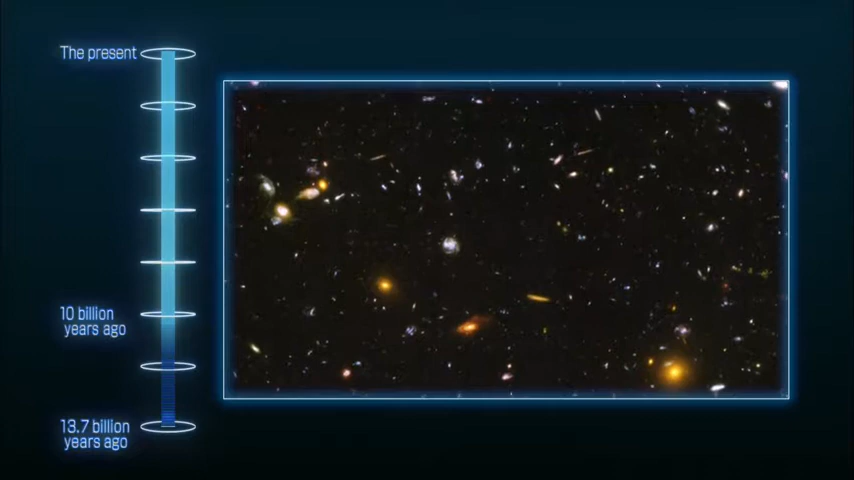 The present
10 billion
years ago
13.7 billion
years ago